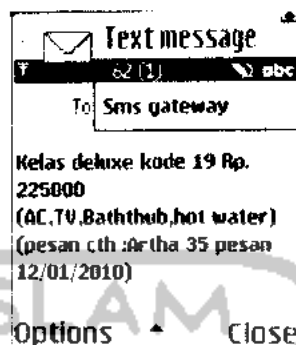 Text message
62 (1) abc
To Sms gateway
Kelas deluxe kode 19 Rp.
225000
(AC,TV,Baththub,hot water)
(pesan cth :Artha 35 pesan
12/01/2010)
SLAM
Options Close